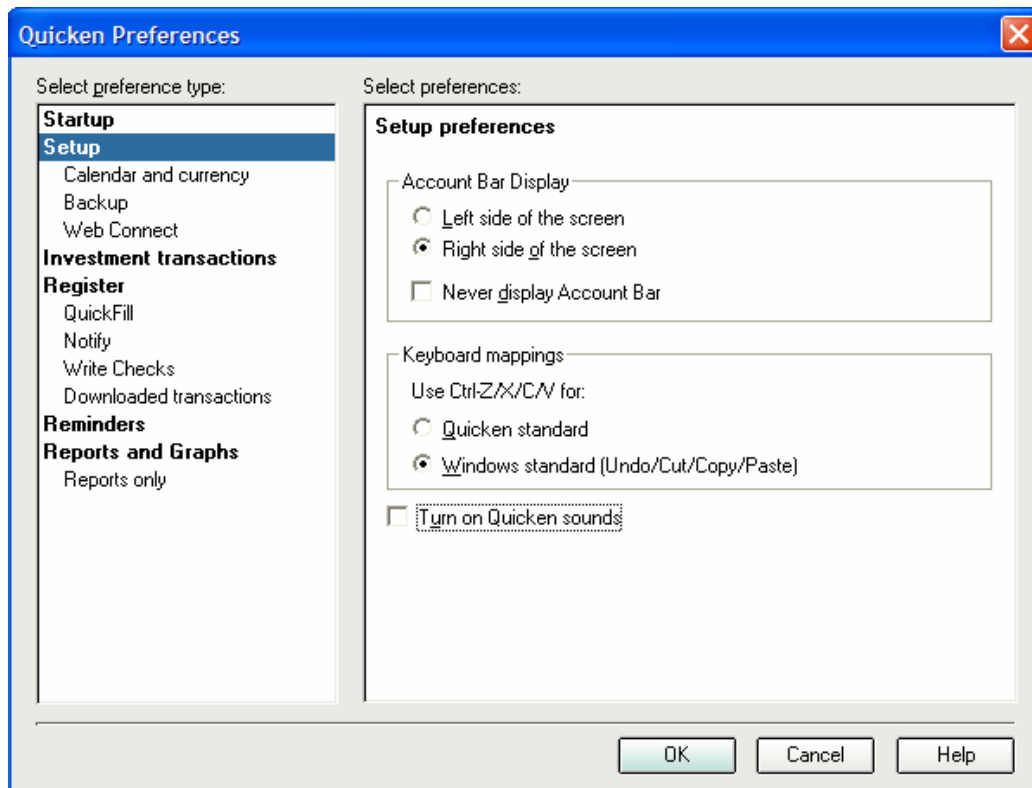 Quicken Preferences
Select preference type:
Startup
Setup
Calendar and currency
Backup
Web Connect
Investment transactions
Register
QuickFill
Notify
Write Checks
Downloaded transactions
Reminders
Reports and Graphs
Reports only
Select preferences:
Setup preferences
Account Bar Display
Left side of the screen
Right side of the screen
Never display Account Bar
Keyboard mappings
Use Ctrl-Z/X/C/V for:
Quicken standard
Windows standard (Undo/Cut/Copy/Paste)
Turn on Quicken sounds
OK
Cancel
Help